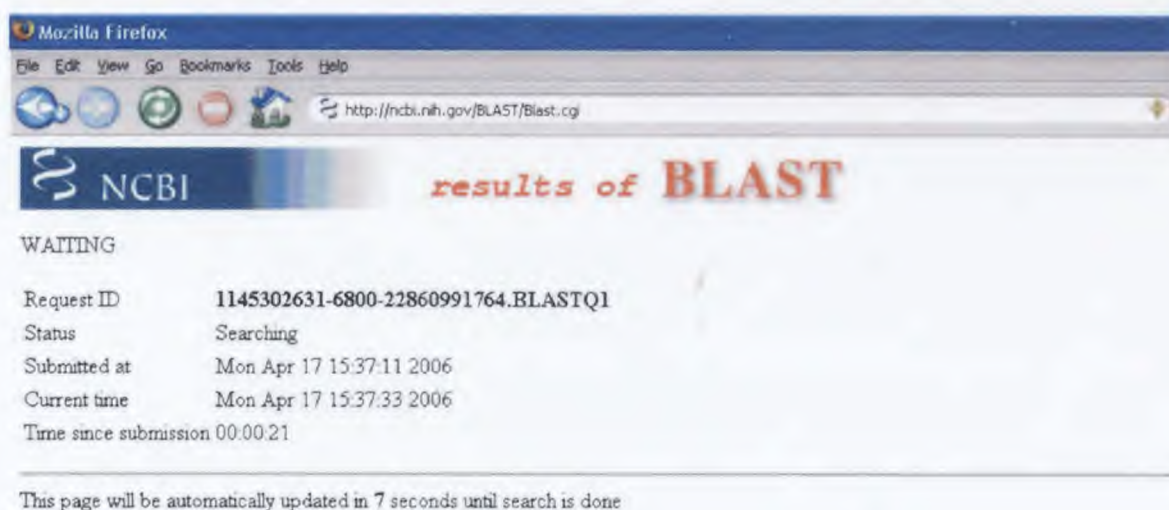 Mozilla Firefox
File Edit View Go Bookmarks Tools Help
http://ncbi.nih.gov/BLAST/Blast.cgi
NCBI results of BLAST
WAITING
Request ID 1145302631-6800-22860991764.BLASTQ1
Status Searching
Submitted at Mon Apr 17 15:37:11 2006
Current time Mon Apr 17 15:37:33 2006
Time since submission 00:00:21
This page will be automatically updated in 7 seconds until search is done